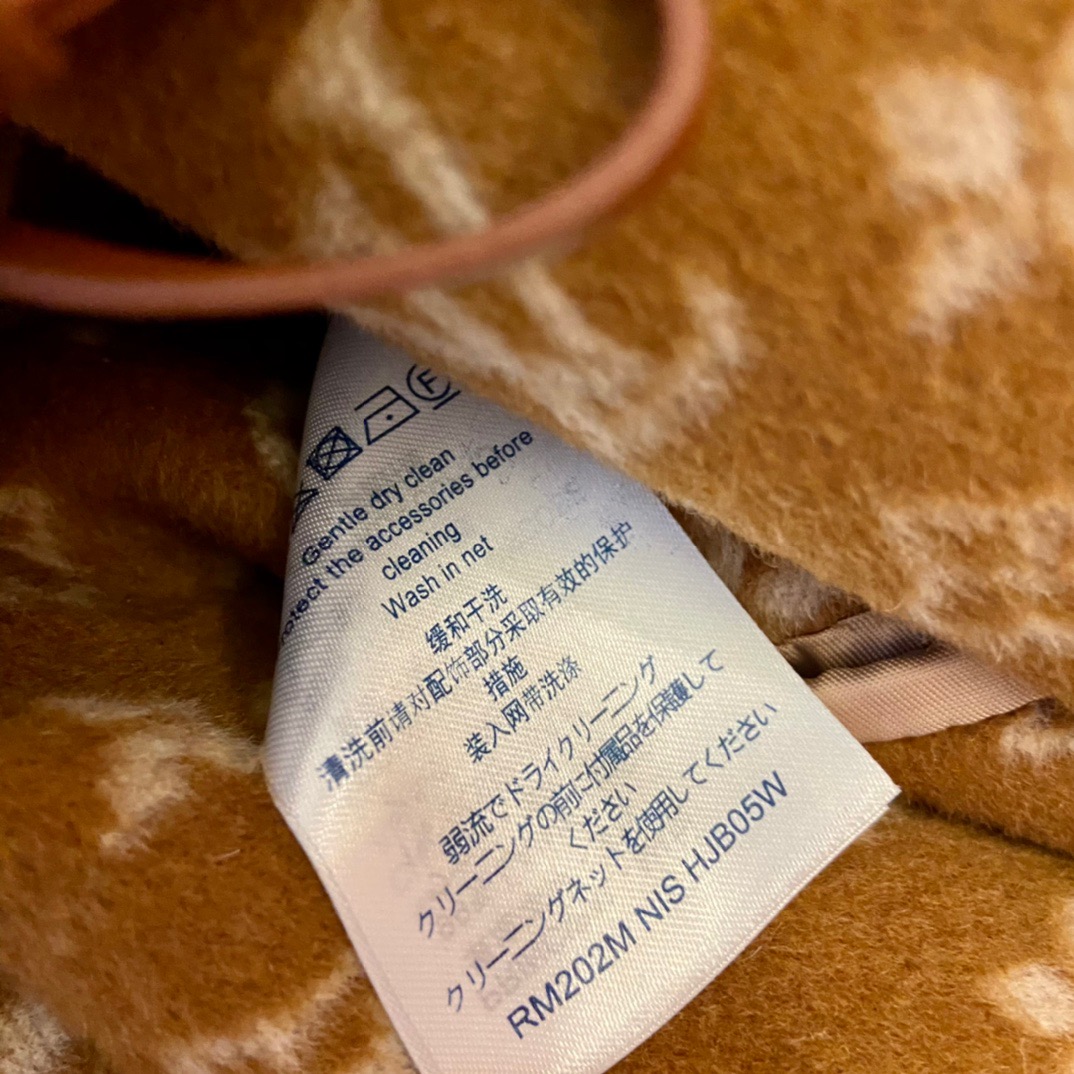 F
Gentle dry clean
otect the accessories before
cleaning
Wash in net
缓和干洗
清洗前请对配饰部分采取有效的保护
措施
装入网带洗涤
弱流でドライクリーニング
クリーニングの前に付属品を保護して
ください
クリーニングネットを使用してください
RM202M NIS HJB05W